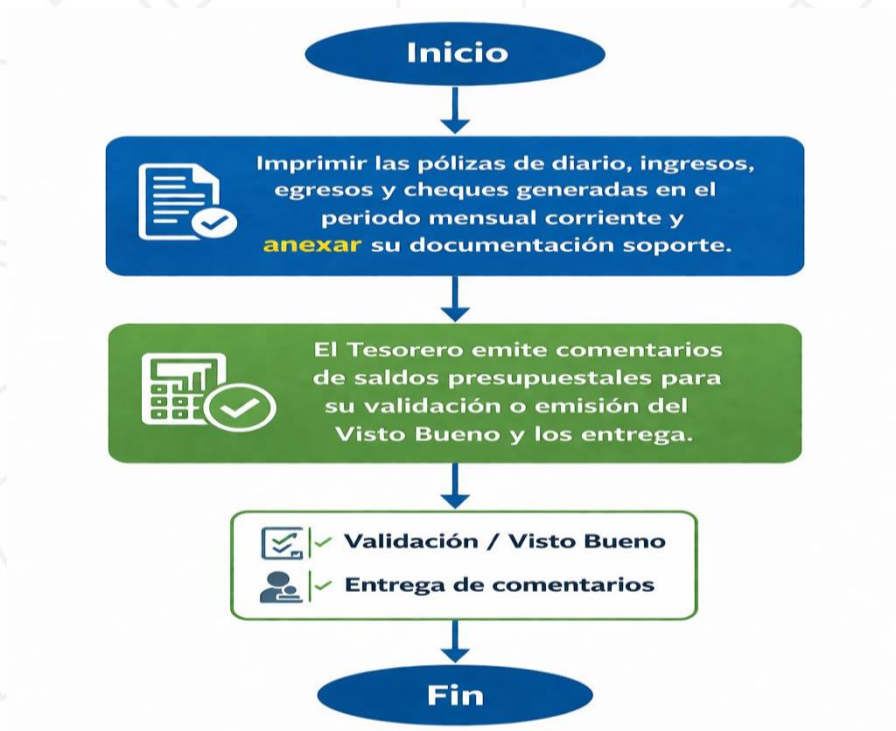 Inicio
Imprimir las pólizas de diario, ingresos,
egresos y cheques generadas en el
periodo mensual corriente y
anexar su documentación soporte.
El Tesorero emite comentarios
de saldos presupuestales para
su validación o emisión del
Visto Bueno y los entrega.
Validación / Visto Bueno
Entrega de comentarios
Fin